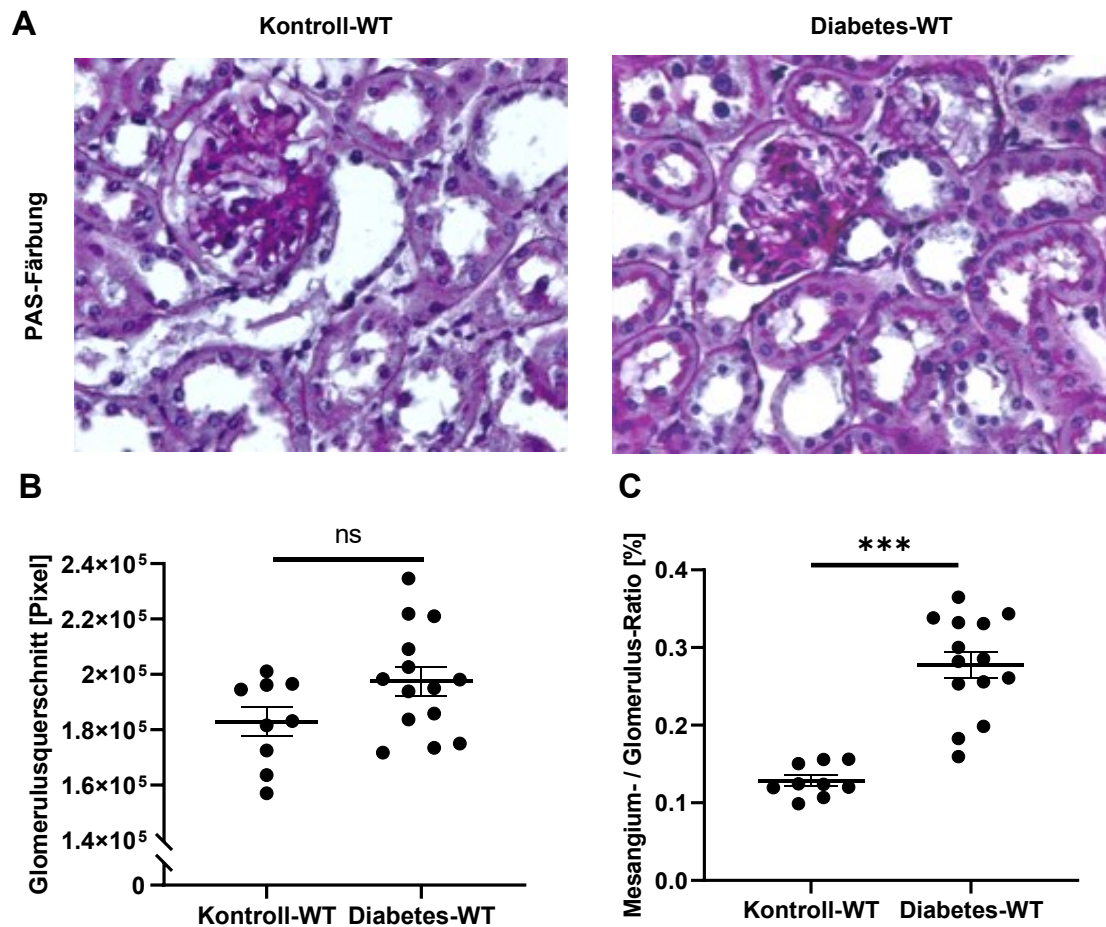 A
Kontroll-WT
Diabetes-WT
PAS-Färbung
B
ns
Glomerulusquerschnitt [Pixel]
2.4×10⁵
2.2×10⁵
2×10⁵
1.8×10⁵
1.6×10⁵
1.4×10⁵
0
Kontroll-WT Diabetes-WT
C
***
Mesangium- / Glomerulus-Ratio [%]
0.4
0.3
0.2
0.1
0.0
Kontroll-WT Diabetes-WT